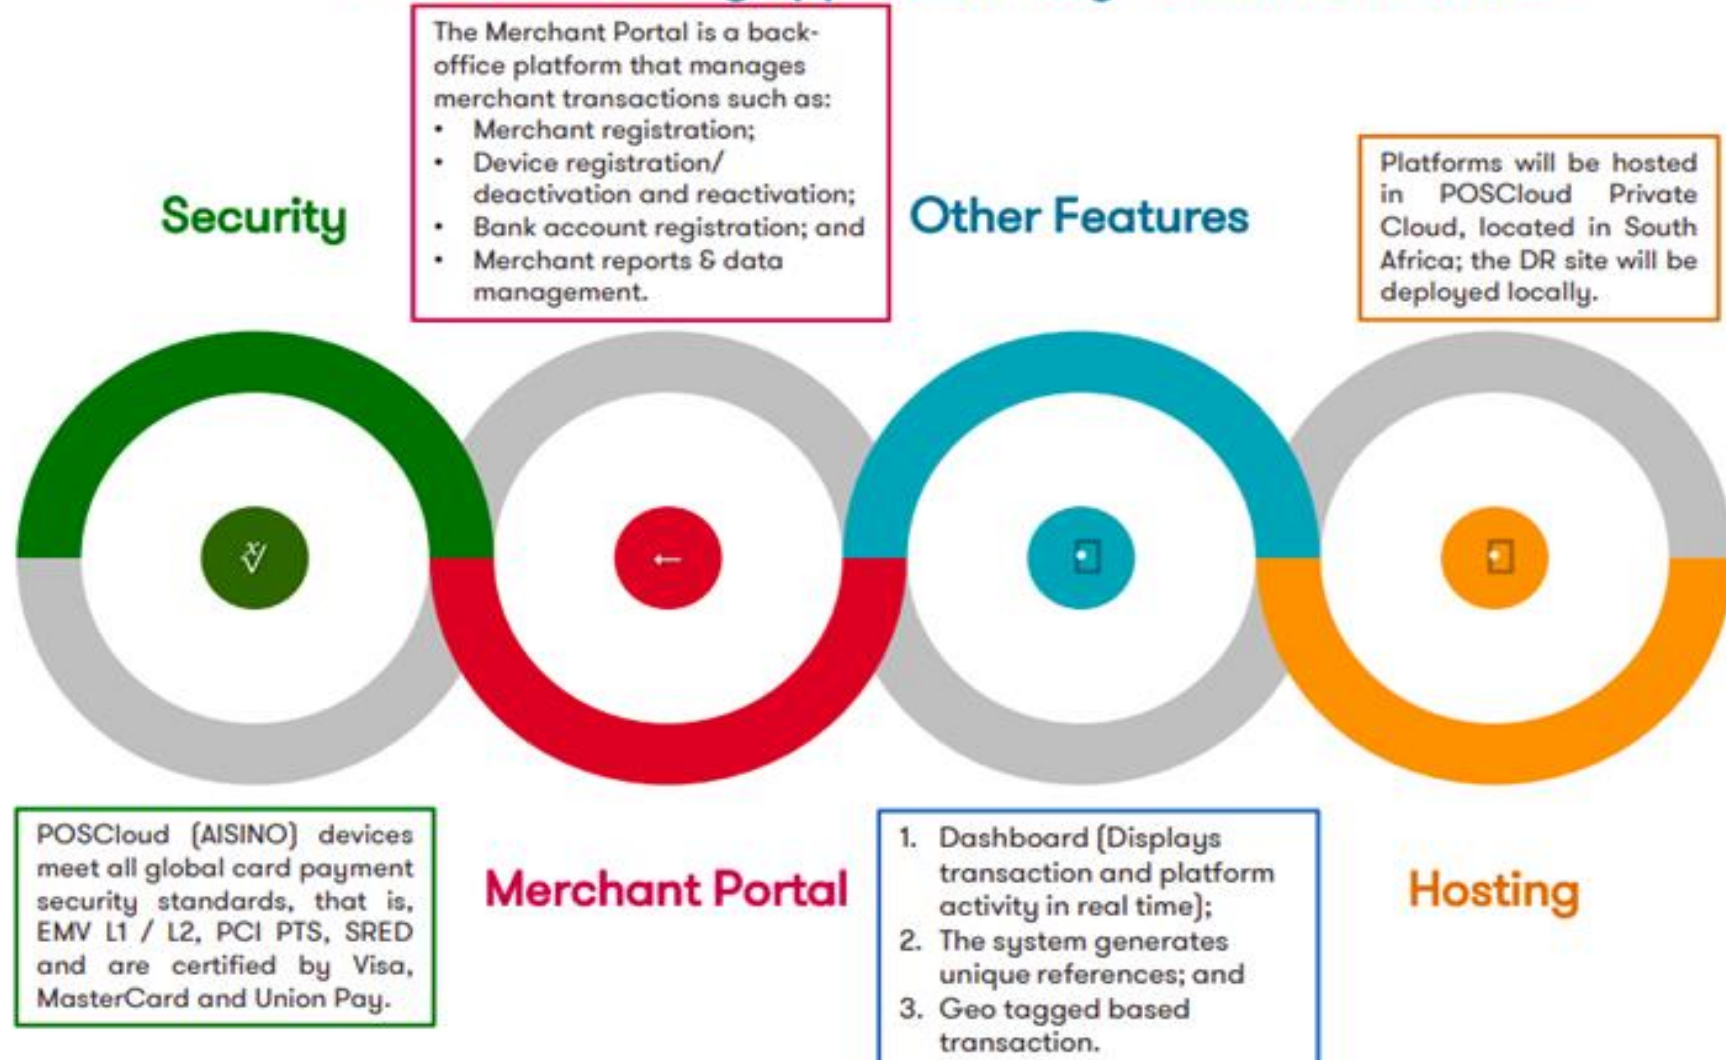 The Merchant Portal is a back-
office platform that manages
merchant transactions such as:
• Merchant registration;
• Device registration/
deactivation and reactivation;
• Bank account registration; and
• Merchant reports & data
management.
Platforms will be hosted
in POSCloud Private
Cloud, located in South
Africa; the DR site will be
deployed locally.
Security
Other Features
POSCloud (AISINO) devices
meet all global card payment
security standards, that is,
EMV L1 / L2, PCI PTS, SRED
and are certified by Visa,
MasterCard and Union Pay.
Merchant Portal
1. Dashboard (Displays
transaction and platform
activity in real time);
2. The system generates
unique references; and
3. Geo tagged based
transaction.
Hosting